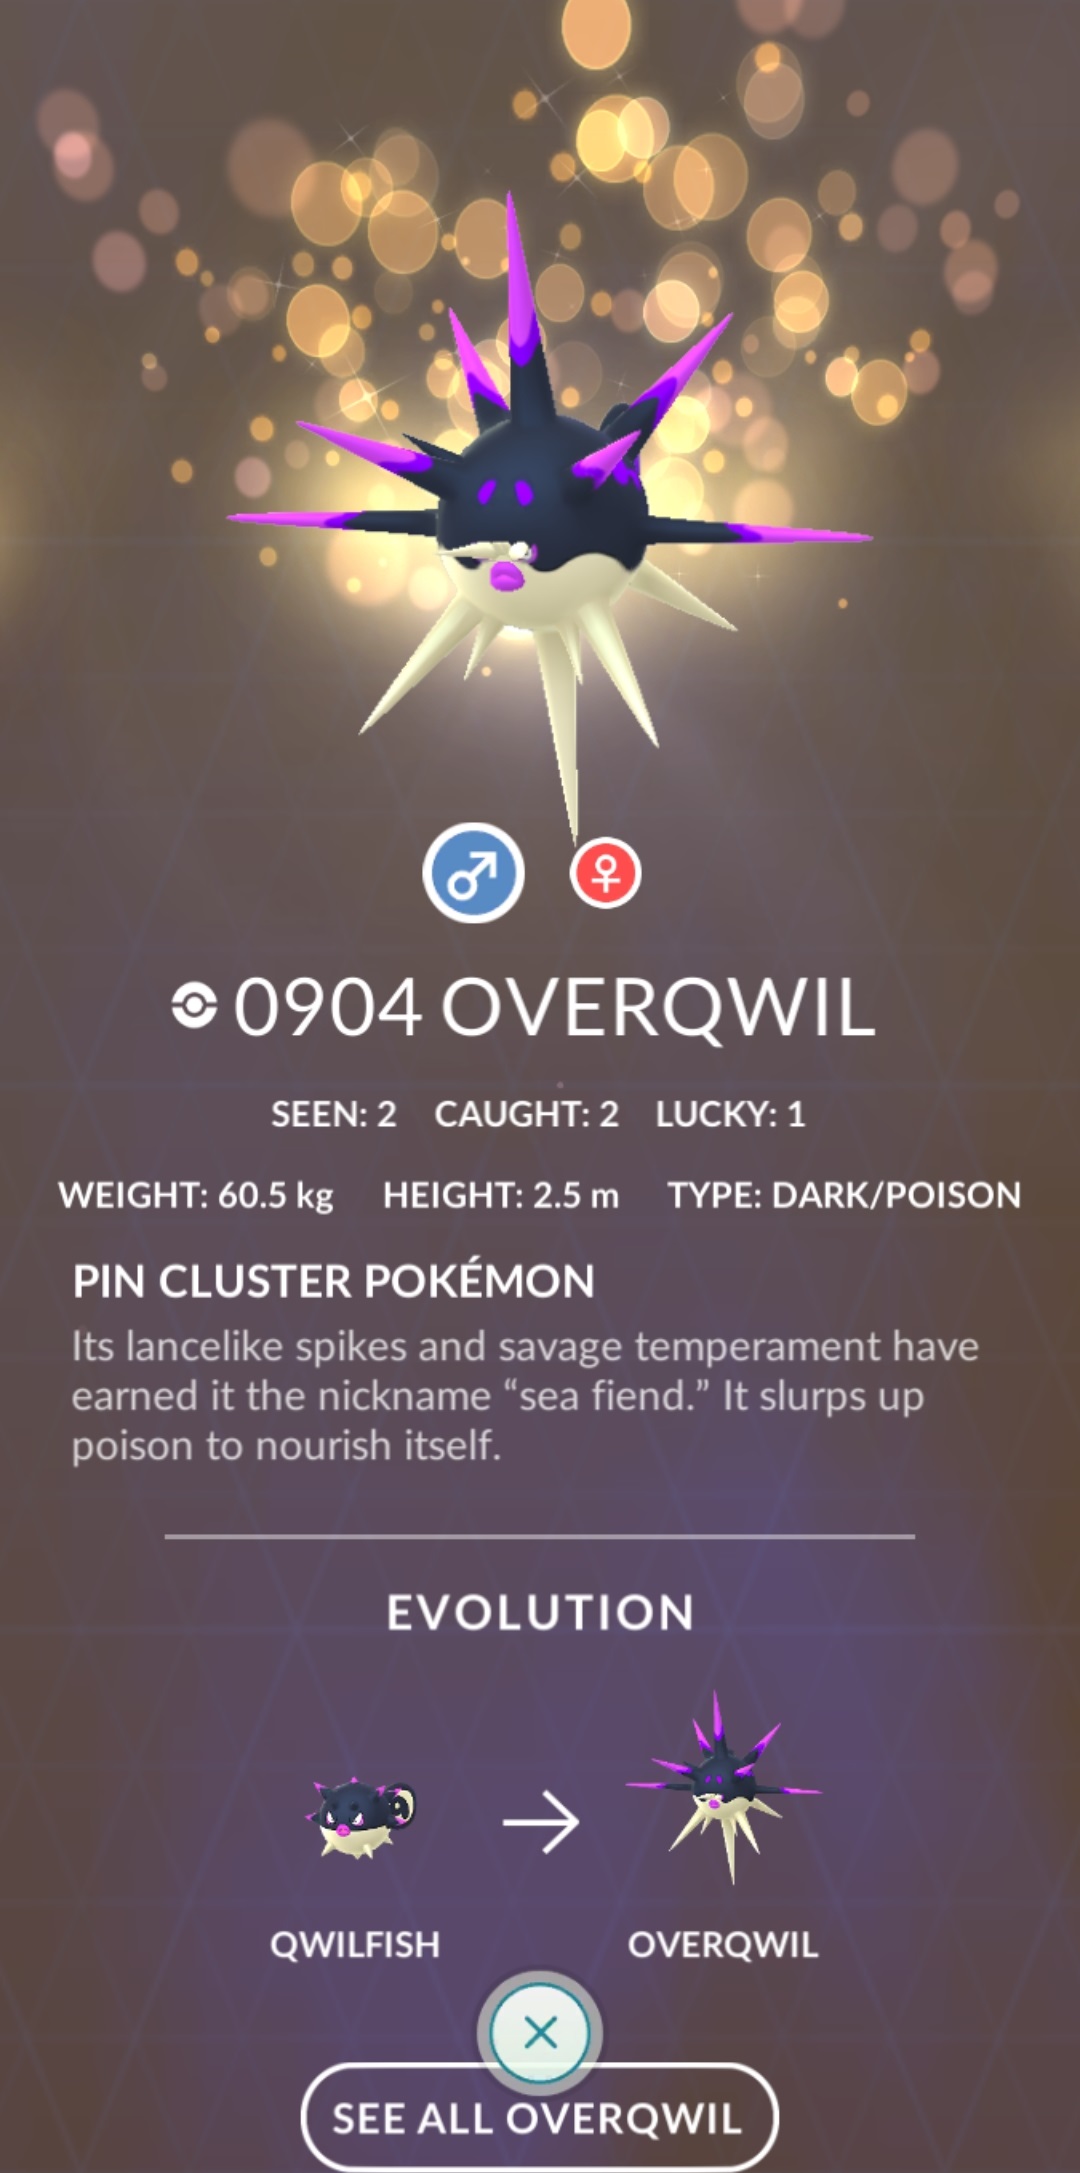 0904 OVERQWIL
SEEN: 2 CAUGHT: 2 LUCKY: 1
WEIGHT: 60.5 kg HEIGHT: 2.5 m TYPE: DARK/POISON
PIN CLUSTER POKÉMON
Its lancelike spikes and savage temperament have
earned it the nickname “sea fiend.” It slurps up
poison to nourish itself.
EVOLUTION
QWILFISH OVERQWIL
SEE ALL OVERQWIL